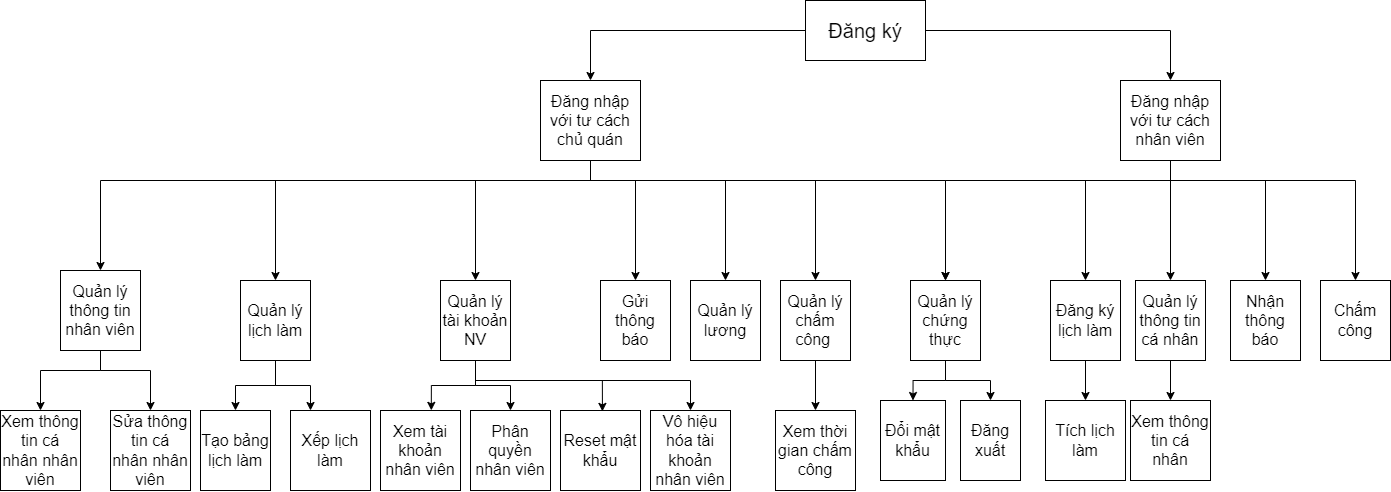 Đăng ký
Đăng nhập
với tư cách
chủ quán
Đăng nhập
với tư cách
nhân viên
Quản lý
thông tin
nhân viên
Quản lý
lịch làm
Quản lý
tài khoản
NV
Gửi
thông
báo
Quản lý
lương
Quản lý
chấm
công
Quản lý
chứng
thực
Đăng ký
lịch làm
Quản lý
thông tin
cá nhân
Nhận
thông
báo
Chấm
công
Xem thông
tin cá
nhân nhân
viên
Sửa thông
tin cá
nhân nhân
viên
Tạo bảng
lịch làm
Xếp lịch
làm
Xem tài
khoản
nhân viên
Phân
quyền
nhân viên
Reset mật
khẩu
Vô hiệu
hóa tài
khoản
nhân viên
Xem thời
gian chấm
công
Đổi mật
khẩu
Đăng
xuất
Tích lịch
làm
Xem thông
tin cá
nhân